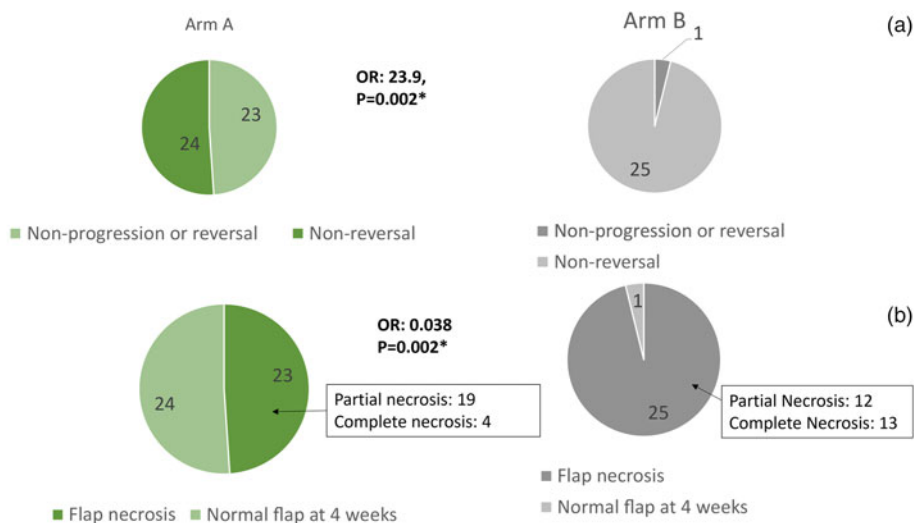 Arm A
Arm B
(a)
1
OR: 23.9,
P=0.002*
23
24
25
Non-progression or reversal
Non-reversal
Non-progression or reversal
Non-reversal
(b)
OR: 0.038
P=0.002*
1
24
23
Partial necrosis: 19
Complete necrosis: 4
Partial Necrosis: 12
Complete Necrosis: 13
25
Flap necrosis
Normal flap at 4 weeks
Flap necrosis
Normal flap at 4 weeks